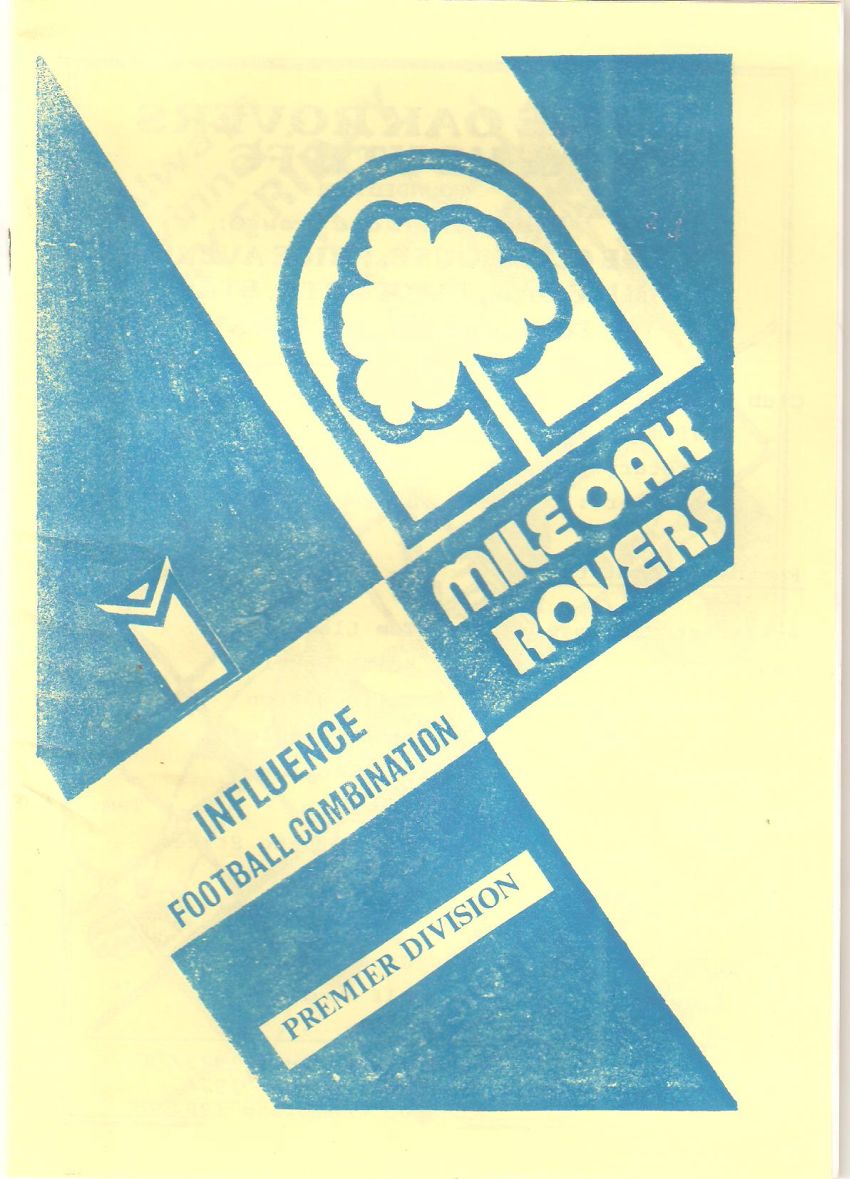 MILE OAK
ROVERS
INFLUENCE
FOOTBALL COMBINATION
PREMIER DIVISION